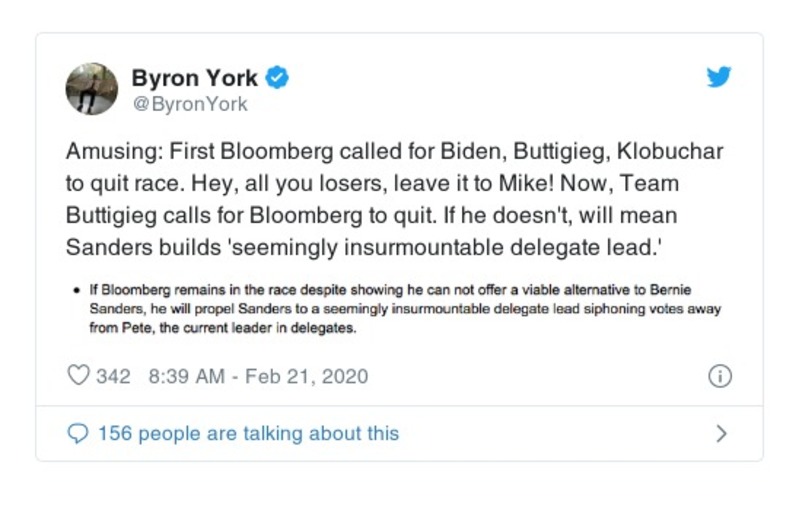 Byron York
@ByronYork
Amusing: First Bloomberg called for Biden, Buttigieg, Klobuchar
to quit race. Hey, all you losers, leave it to Mike! Now, Team
Buttigieg calls for Bloomberg to quit. If he doesn't, will mean
Sanders builds 'seemingly insurmountable delegate lead.'
• If Bloomberg remains in the race despite showing he can not offer a viable alternative to Bernie
Sanders, he will propel Sanders to a seemingly insurmountable delegate lead siphoning votes away
from Pete, the current leader in delegates.
342 8:39 AM - Feb 21, 2020
156 people are talking about this